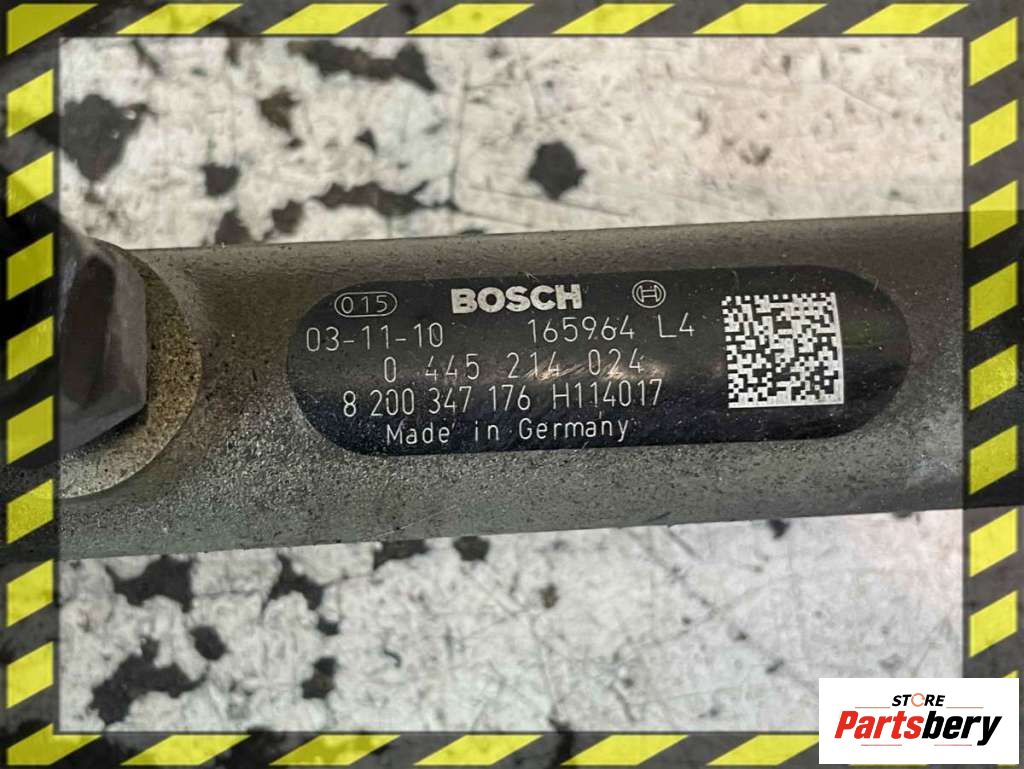 015 BOSCH
03-11-10 165964 L4
0 445 214 024
8 200 347 176 H114017
Made in Germany
STORE
Partsbery